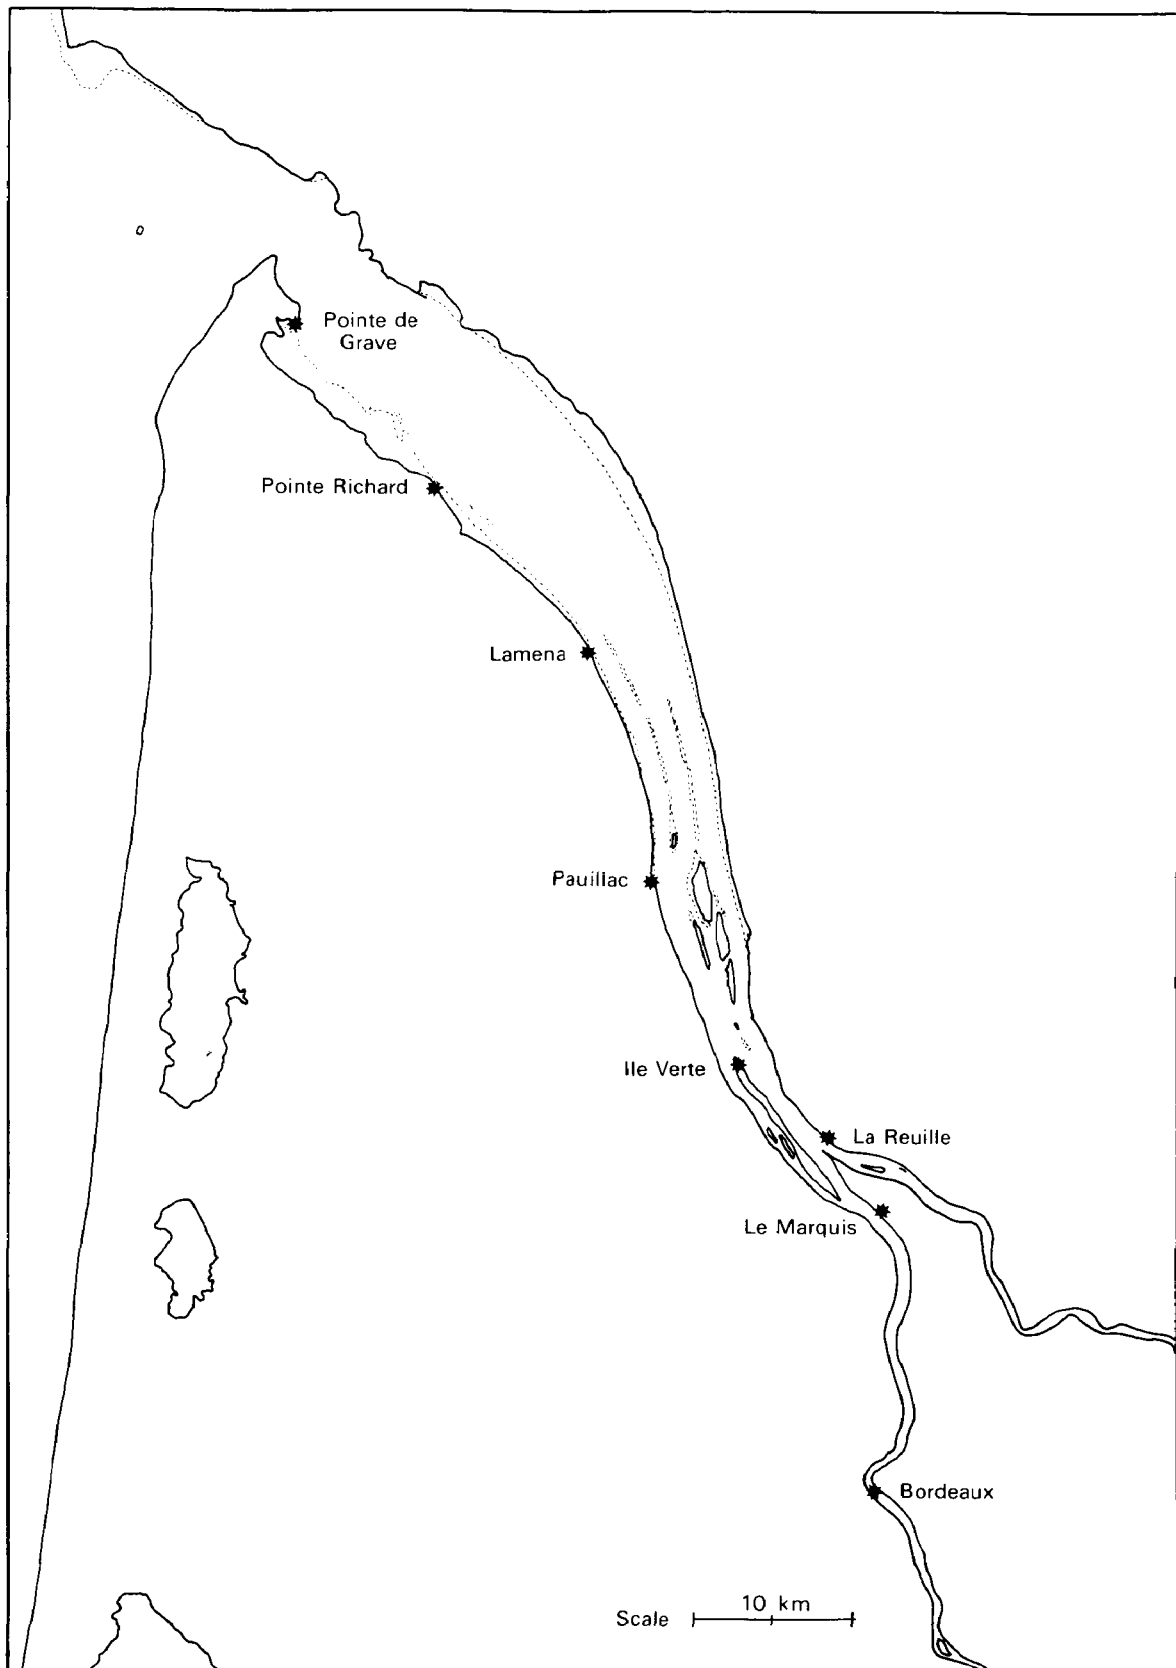 Pointe de
Grave
Pointe Richard
Lamena
Pauillac
Ile Verte
La Reuille
Le Marquis
Bordeaux
10 km
Scale